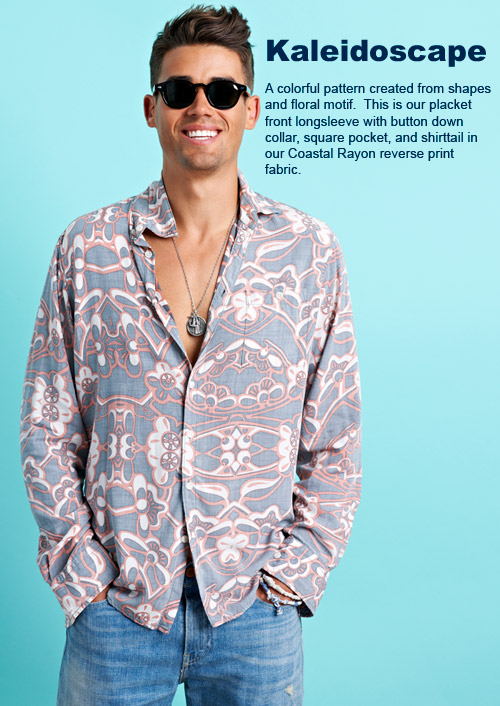 Kaleidoscape
A colorful pattern created from shapes
and floral motif.  This is our placket
front longsleeve with button down
collar, square pocket, and shirttail in
our Coastal Rayon reverse print
fabric.